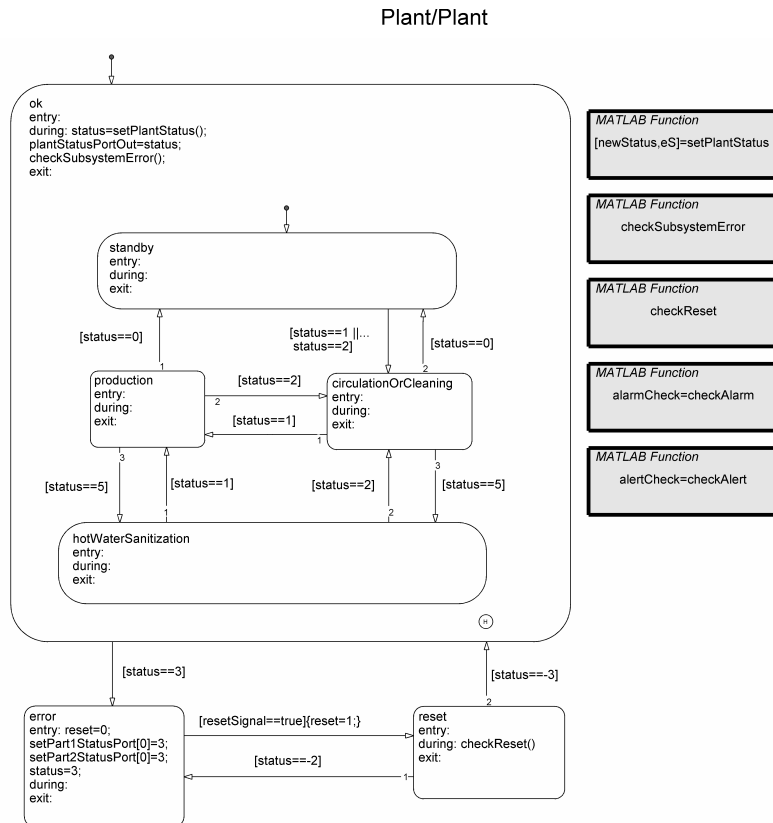 Plant/Plant
ok
entry:
during: status=setPlantStatus();
plantStatusPortOut=status;
checkSubsystemError();
exit:
standby
entry:
during:
exit:
[status==0]
[status==1 ||...
status==2]
[status==0]
1
2
production
entry:
during:
exit:
[status==2]
2
[status==1]
1
circulationOrCleaning
entry:
during:
exit:
3
3
[status==5]
[status==1]
[status==2]
[status==5]
1
2
hotWaterSanitization
entry:
during:
exit:
H
[status==3]
[status==-3]
2
error
entry: reset=0;
setPart1StatusPort[0]=3;
setPart2StatusPort[0]=3;
status=3;
during:
exit:
[resetSignal==true]{reset=1;}
[status==-2]
1
reset
entry:
during: checkReset()
exit:
MATLAB Function
[newStatus,eS]=setPlantStatus
MATLAB Function
checkSubsystemError
MATLAB Function
checkReset
MATLAB Function
alarmCheck=checkAlarm
MATLAB Function
alertCheck=checkAlert